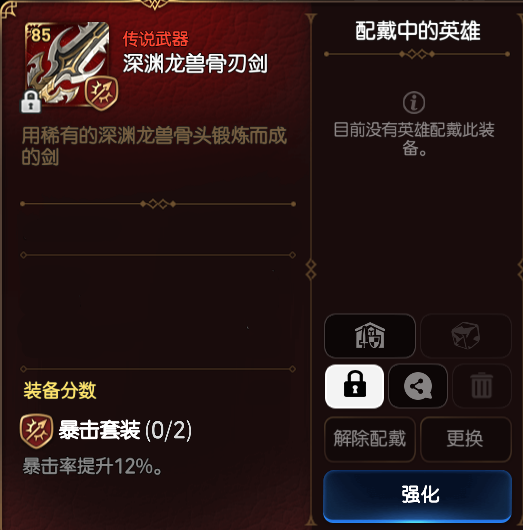 85
传说武器
深渊龙兽骨刃剑
用稀有的深渊龙兽骨头锻炼而成
的剑
装备分数
暴击套装 (0/2)
暴击率提升12%。
配戴中的英雄
目前没有英雄配戴此装
备。
解除配戴
更换
强化